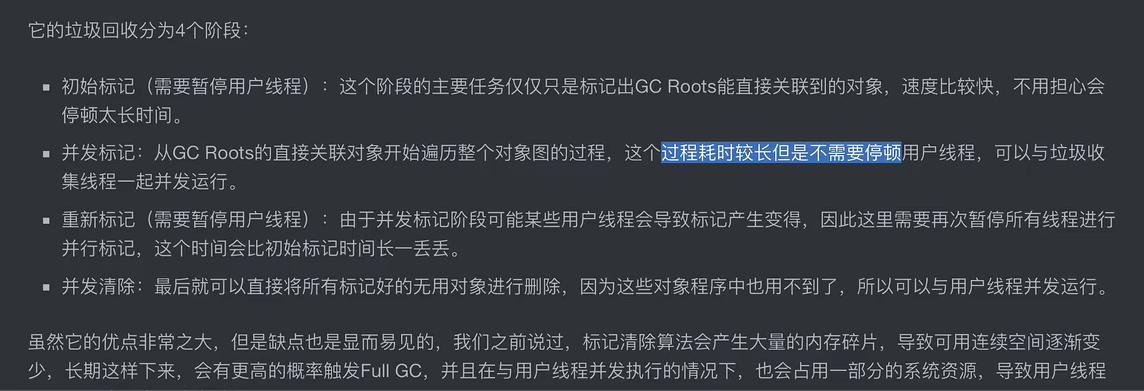 它的垃圾回收分为4个阶段：
▪ 初始标记（需要暂停用户线程）：这个阶段的主要任务仅仅只是标记出GC Roots能直接关联到的对象，速度比较快，不用担心会
停顿太长时间。
▪ 并发标记：从GC Roots的直接关联对象开始遍历整个对象图的过程，这个过程耗时较长但是不需要停顿用户线程，可以与垃圾收
集线程一起并发运行。
▪ 重新标记（需要暂停用户线程）：由于并发标记阶段可能某些用户线程会导致标记产生变得，因此这里需要再次暂停所有线程进行
并行标记，这个时间会比初始标记时间长一丢丢。
▪ 并发清除：最后就可以直接将所有标记好的无用对象进行删除，因为这些对象程序中也用不到了，所以可以与用户线程并发运行。
虽然它的优点非常之大，但是缺点也是显而易见的，我们之前说过，标记清除算法会产生大量的内存碎片，导致可用连续空间逐渐变
少，长期这样下来，会有更高的概率触发Full GC，并且在与用户线程并发执行的情况下，也会占用一部分的系统资源，导致用户线程